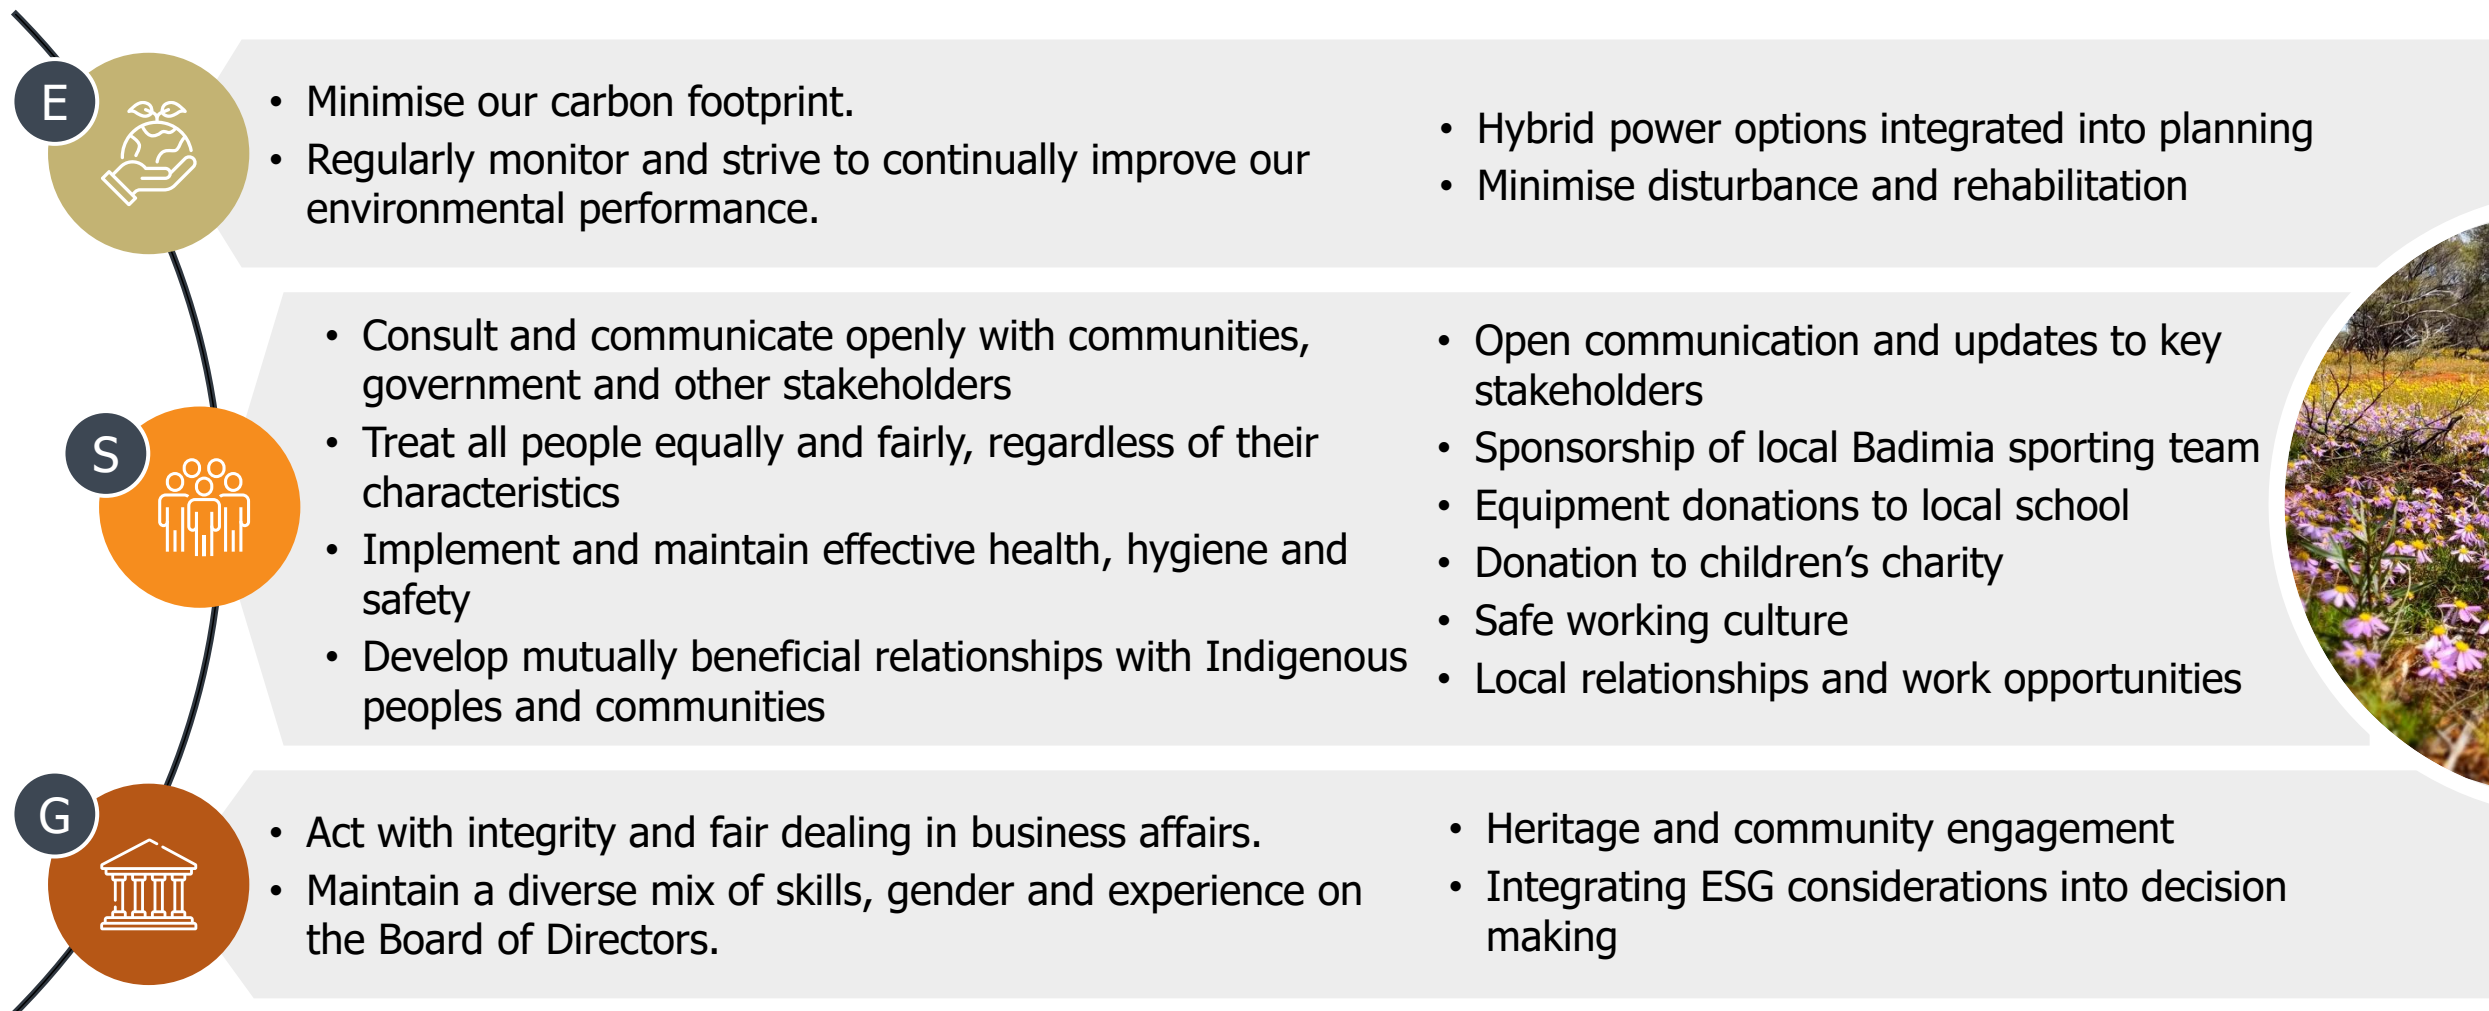 E
• Minimise our carbon footprint.
• Regularly monitor and strive to continually improve our
environmental performance.
• Hybrid power options integrated into planning
• Minimise disturbance and rehabilitation
S
• Consult and communicate openly with communities,
government and other stakeholders
• Treat all people equally and fairly, regardless of their
characteristics
• Implement and maintain effective health, hygiene and
safety
• Develop mutually beneficial relationships with Indigenous
peoples and communities
• Open communication and updates to key
stakeholders
• Sponsorship of local Badimia sporting team
• Equipment donations to local school
• Donation to children’s charity
• Safe working culture
• Local relationships and work opportunities
G
• Act with integrity and fair dealing in business affairs.
• Maintain a diverse mix of skills, gender and experience on
the Board of Directors.
• Heritage and community engagement
• Integrating ESG considerations into decision
making